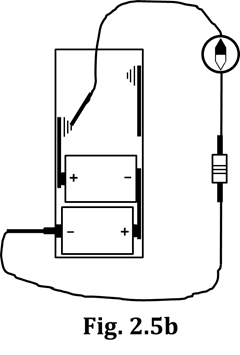 + −
− +
Fig. 2.5b